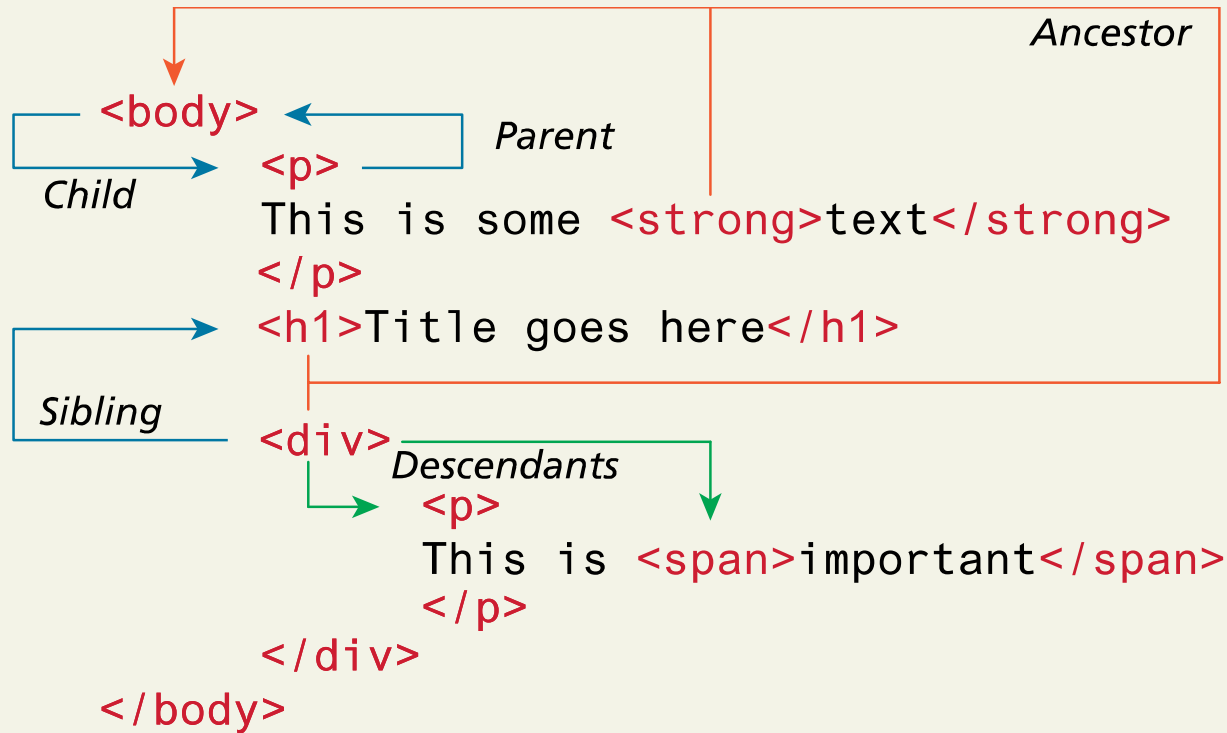 Ancestor
<body>
Parent
<p>
Child
This is some <strong>text</strong>
</p>
<h1>Title goes here</h1>
Sibling
<div>
Descendants
<p>
This is <span>important</span>
</p>
</div>
</body>